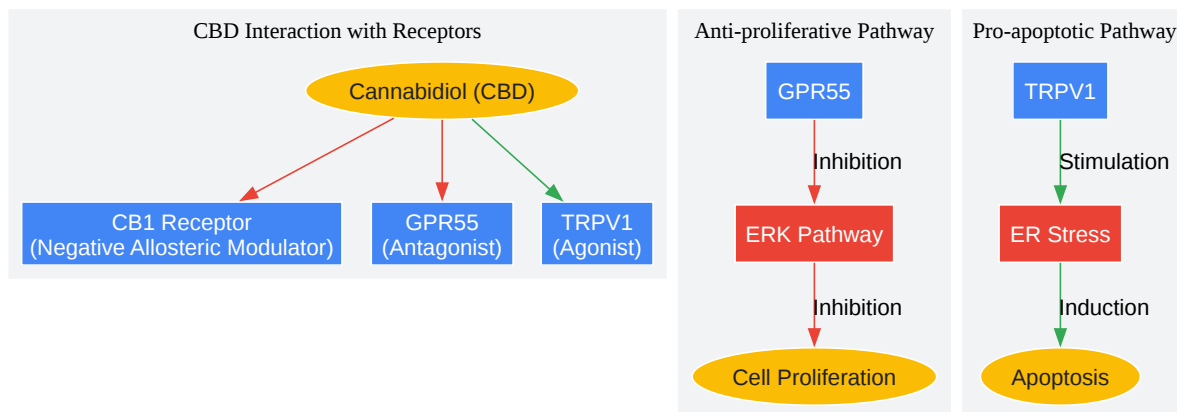 CBD Interaction with Receptors
Cannabidiol (CBD)
CB1 Receptor
(Negative Allosteric Modulator)
GPR55
(Antagonist)
TRPV1
(Agonist)
Anti-proliferative Pathway
GPR55
Inhibition
ERK Pathway
Inhibition
Cell Proliferation
Pro-apoptotic Pathway
TRPV1
Stimulation
ER Stress
Induction
Apoptosis